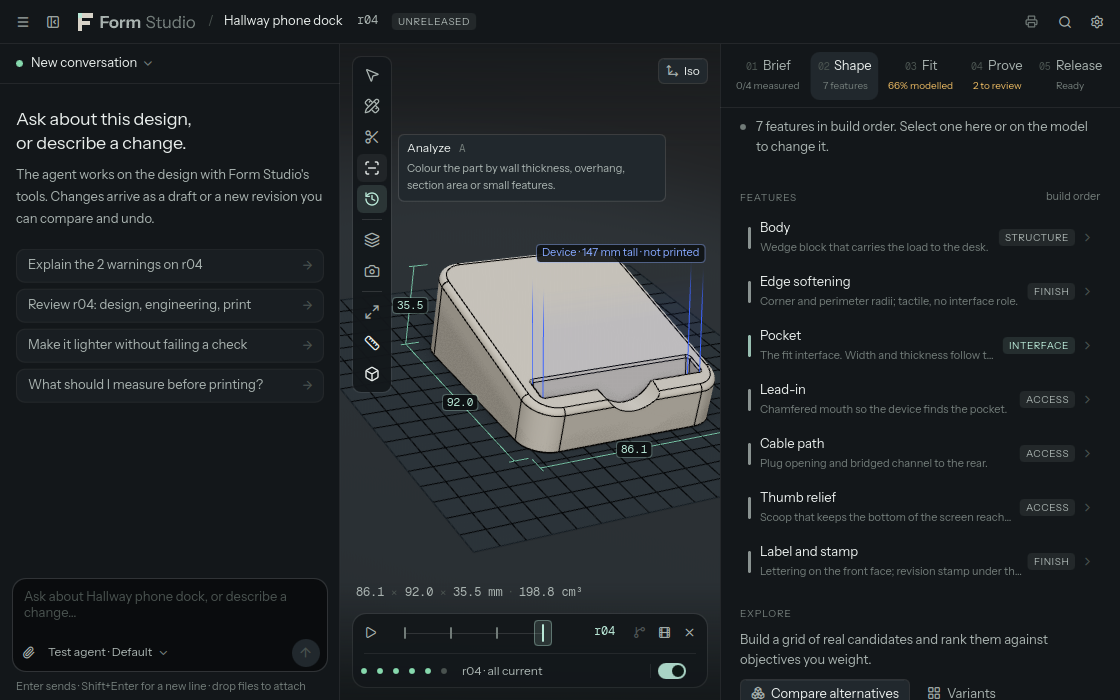 Form Studio / Hallway phone dock r04 UNRELEASED
New conversation
Ask about this design,
or describe a change.
The agent works on the design with Form Studio's
tools. Changes arrive as a draft or a new revision you
can compare and undo.
Explain the 2 warnings on r04
Review r04: design, engineering, print
Make it lighter without failing a check
What should I measure before printing?
Ask about Hallway phone dock, or describe a
change...
Test agent · Default
Enter sends · Shift+Enter for a new line · drop files to attach
Iso
Analyze A
Colour the part by wall thickness, overhang,
section area or small features.
Device · 147 mm tall · not printed
35.5
92.0
86.1
86.1 × 92.0 × 35.5 mm · 198.8 cm³
r04
r04 · all current
01 Brief
0/4 measured
02 Shape
7 features
03 Fit
66% modelled
04 Prove
2 to review
05 Release
Ready
7 features in build order. Select one here or on the model
to change it.
FEATURES build order
Body
Wedge block that carries the load to the desk.
STRUCTURE
Edge softening
Corner and perimeter radii; tactile, no interface role.
FINISH
Pocket
The fit interface. Width and thickness follow t...
INTERFACE
Lead-in
Chamfered mouth so the device finds the pocket.
ACCESS
Cable path
Plug opening and bridged channel to the rear.
ACCESS
Thumb relief
Scoop that keeps the bottom of the screen reach...
ACCESS
Label and stamp
Lettering on the front face; revision stamp under th...
FINISH
EXPLORE
Build a grid of real candidates and rank them against
objectives you weight.
Compare alternatives
Variants